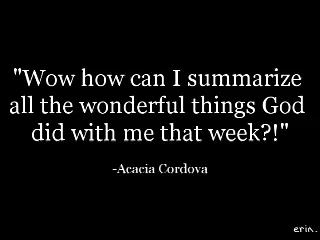 "Wow how can I summarize
all the wonderful things God
did with me that week?!"
-Acacia Cordova
erin.